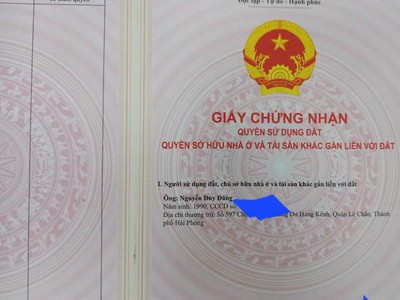 Độc lập - Tự do - Hạnh phúc
GIẤY CHỨNG NHẬN
QUYỀN SỬ DỤNG ĐẤT
QUYỀN SỞ HỮU NHÀ Ở VÀ TÀI SẢN KHÁC GẮN LIỀN VỚI ĐẤT
I. Người sử dụng đất, chủ sở hữu nhà ở và tài sản khác gắn liền với đất
Ông: Nguyễn Duy Đăng
Năm sinh: 1990, CCCD số
Địa chỉ thường trú: Số 597 Dư Hàng Kênh, Quận Lê Chân, Thành
phố Hải Phòng